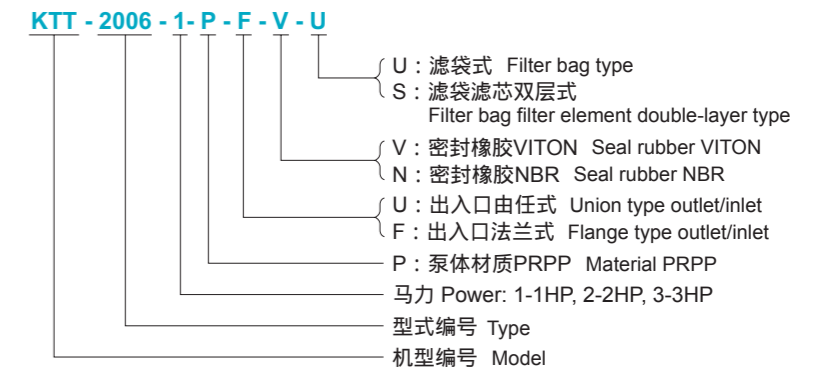 KTT - 2006 - 1- P - F - V - U
U：滤袋式 Filter bag type
S：滤袋滤芯双层式
Filter bag filter element double-layer type
V：密封橡胶VITON Seal rubber VITON
N：密封橡胶NBR Seal rubber NBR
U：出入口由任式 Union type outlet/inlet
F：出入口法兰式 Flange type outlet/inlet
P：泵体材质PRPP Material PRPP
马力 Power: 1-1HP, 2-2HP, 3-3HP
型式编号 Type
机型编号 Model